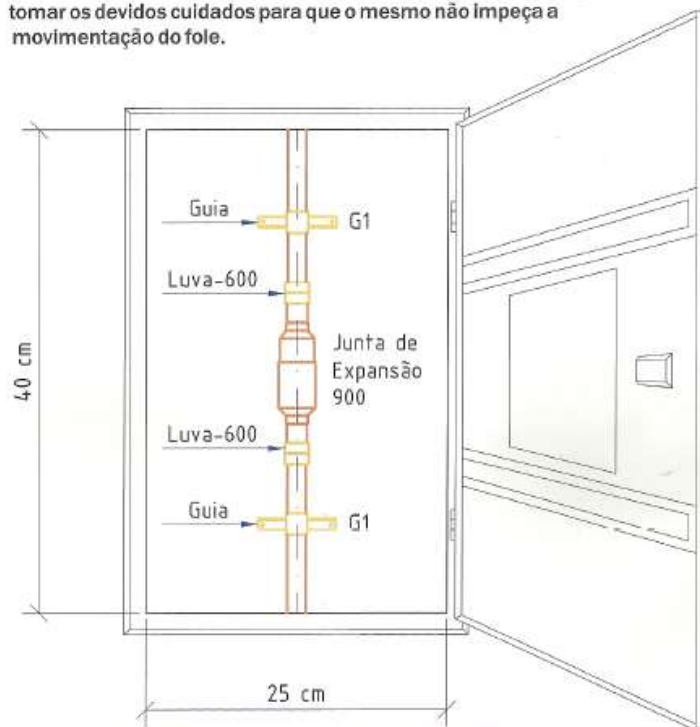 tomar os devidos cuidados para que o mesmo não impeça a
movimentação do fole.
Guia
G1
Luva-600
Junta de
Expansão
900
40 cm
Luva-600
Guia
G1
25 cm